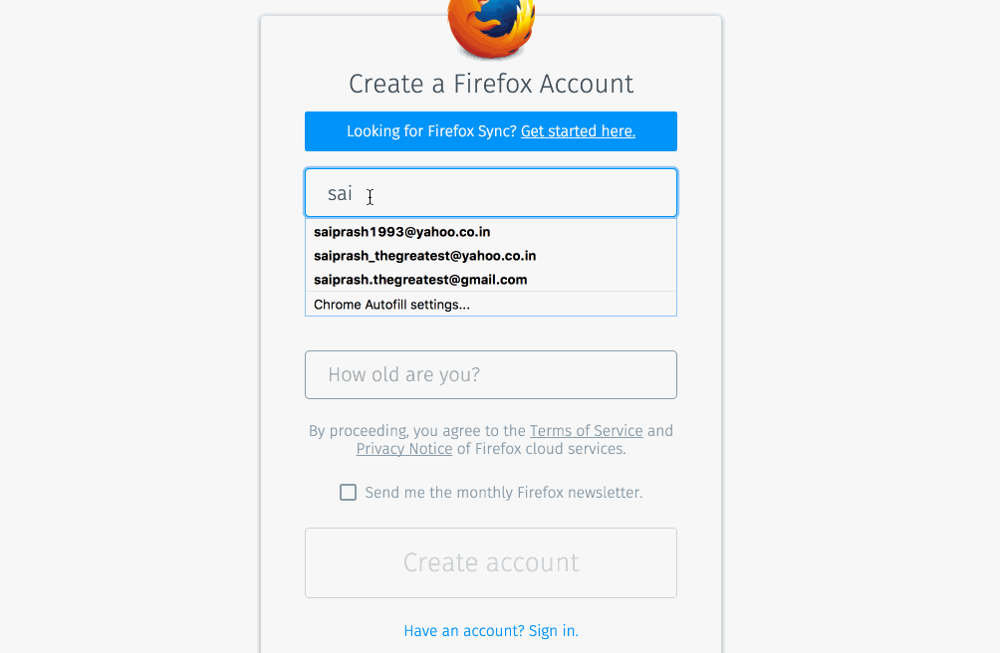 Create a Firefox Account
Looking for Firefox Sync? Get started here.
sai
saiprash1993@yahoo.co.in
saiprash_thegreatest@yahoo.co.in
saiprash.thegreatest@gmail.com
Chrome Autofill settings...
How old are you?
By proceeding, you agree to the Terms of Service and
Privacy Notice of Firefox cloud services.
Send me the monthly Firefox newsletter.
Create account
Have an account? Sign in.